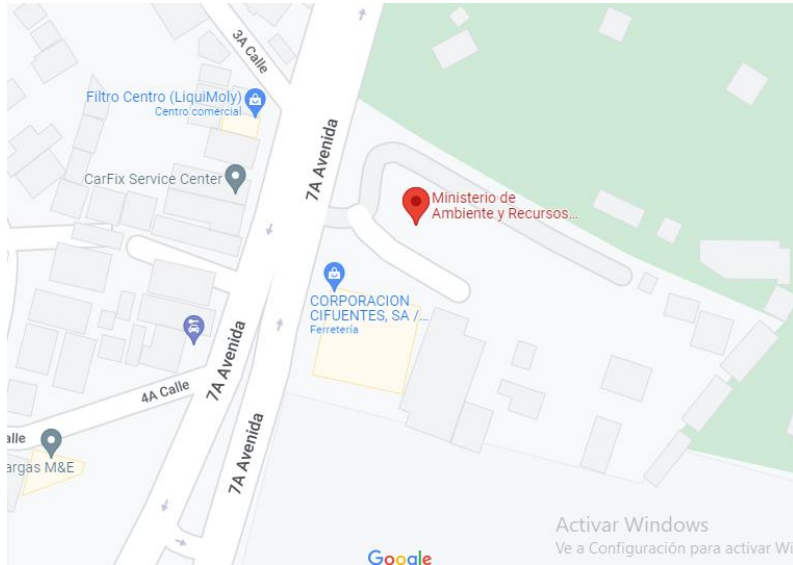 3A Calle
Filtro Centro (LiquiMoly)
Centro comercial
7A Avenida
CarFix Service Center
Ministerio de
Ambiente y Recursos...
CORPORACION
CIFUENTES, SA /...
Ferretería
7A Avenida
4A Calle
7A Avenida
alle
argas M&E
Activar Windows
Ve a Configuración para activar Wi
Google